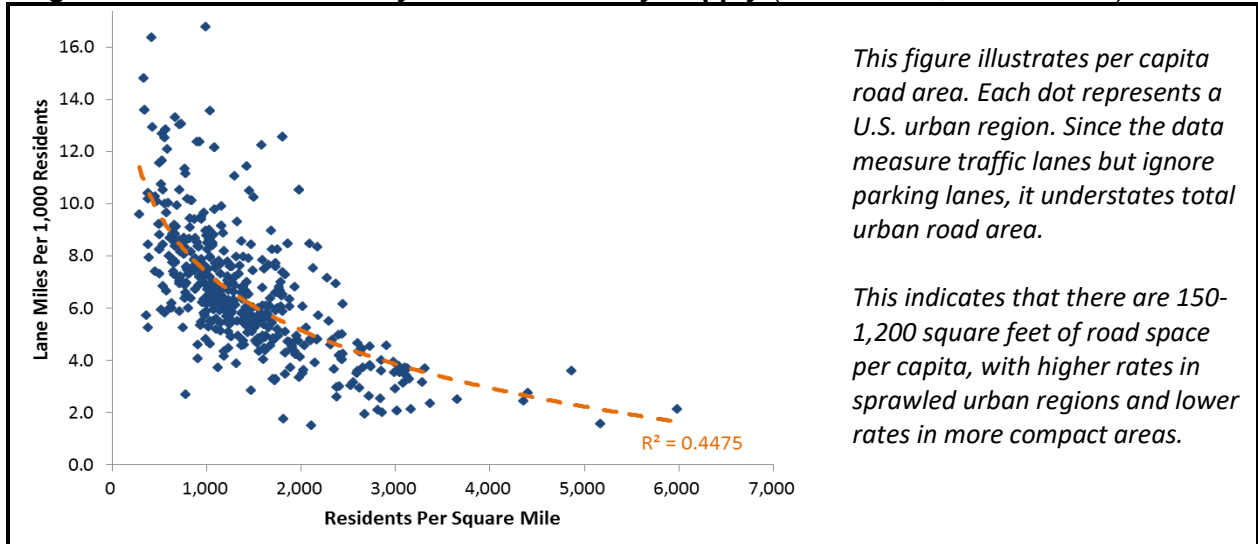 Supply (
16.0
14.0
12.0
10.0
8.0
6.0
4.0
2.0
0.0
Lane Miles Per 1,000 Residents
R² = 0.4475
0 1,000 2,000 3,000 4,000 5,000 6,000 7,000
Residents Per Square Mile
This figure illustrates per capita
road area. Each dot represents a
U.S. urban region. Since the data
measure traffic lanes but ignore
parking lanes, it understates total
urban road area.
This indicates that there are 150-
1,200 square feet of road space
per capita, with higher rates in
sprawled urban regions and lower
rates in more compact areas.